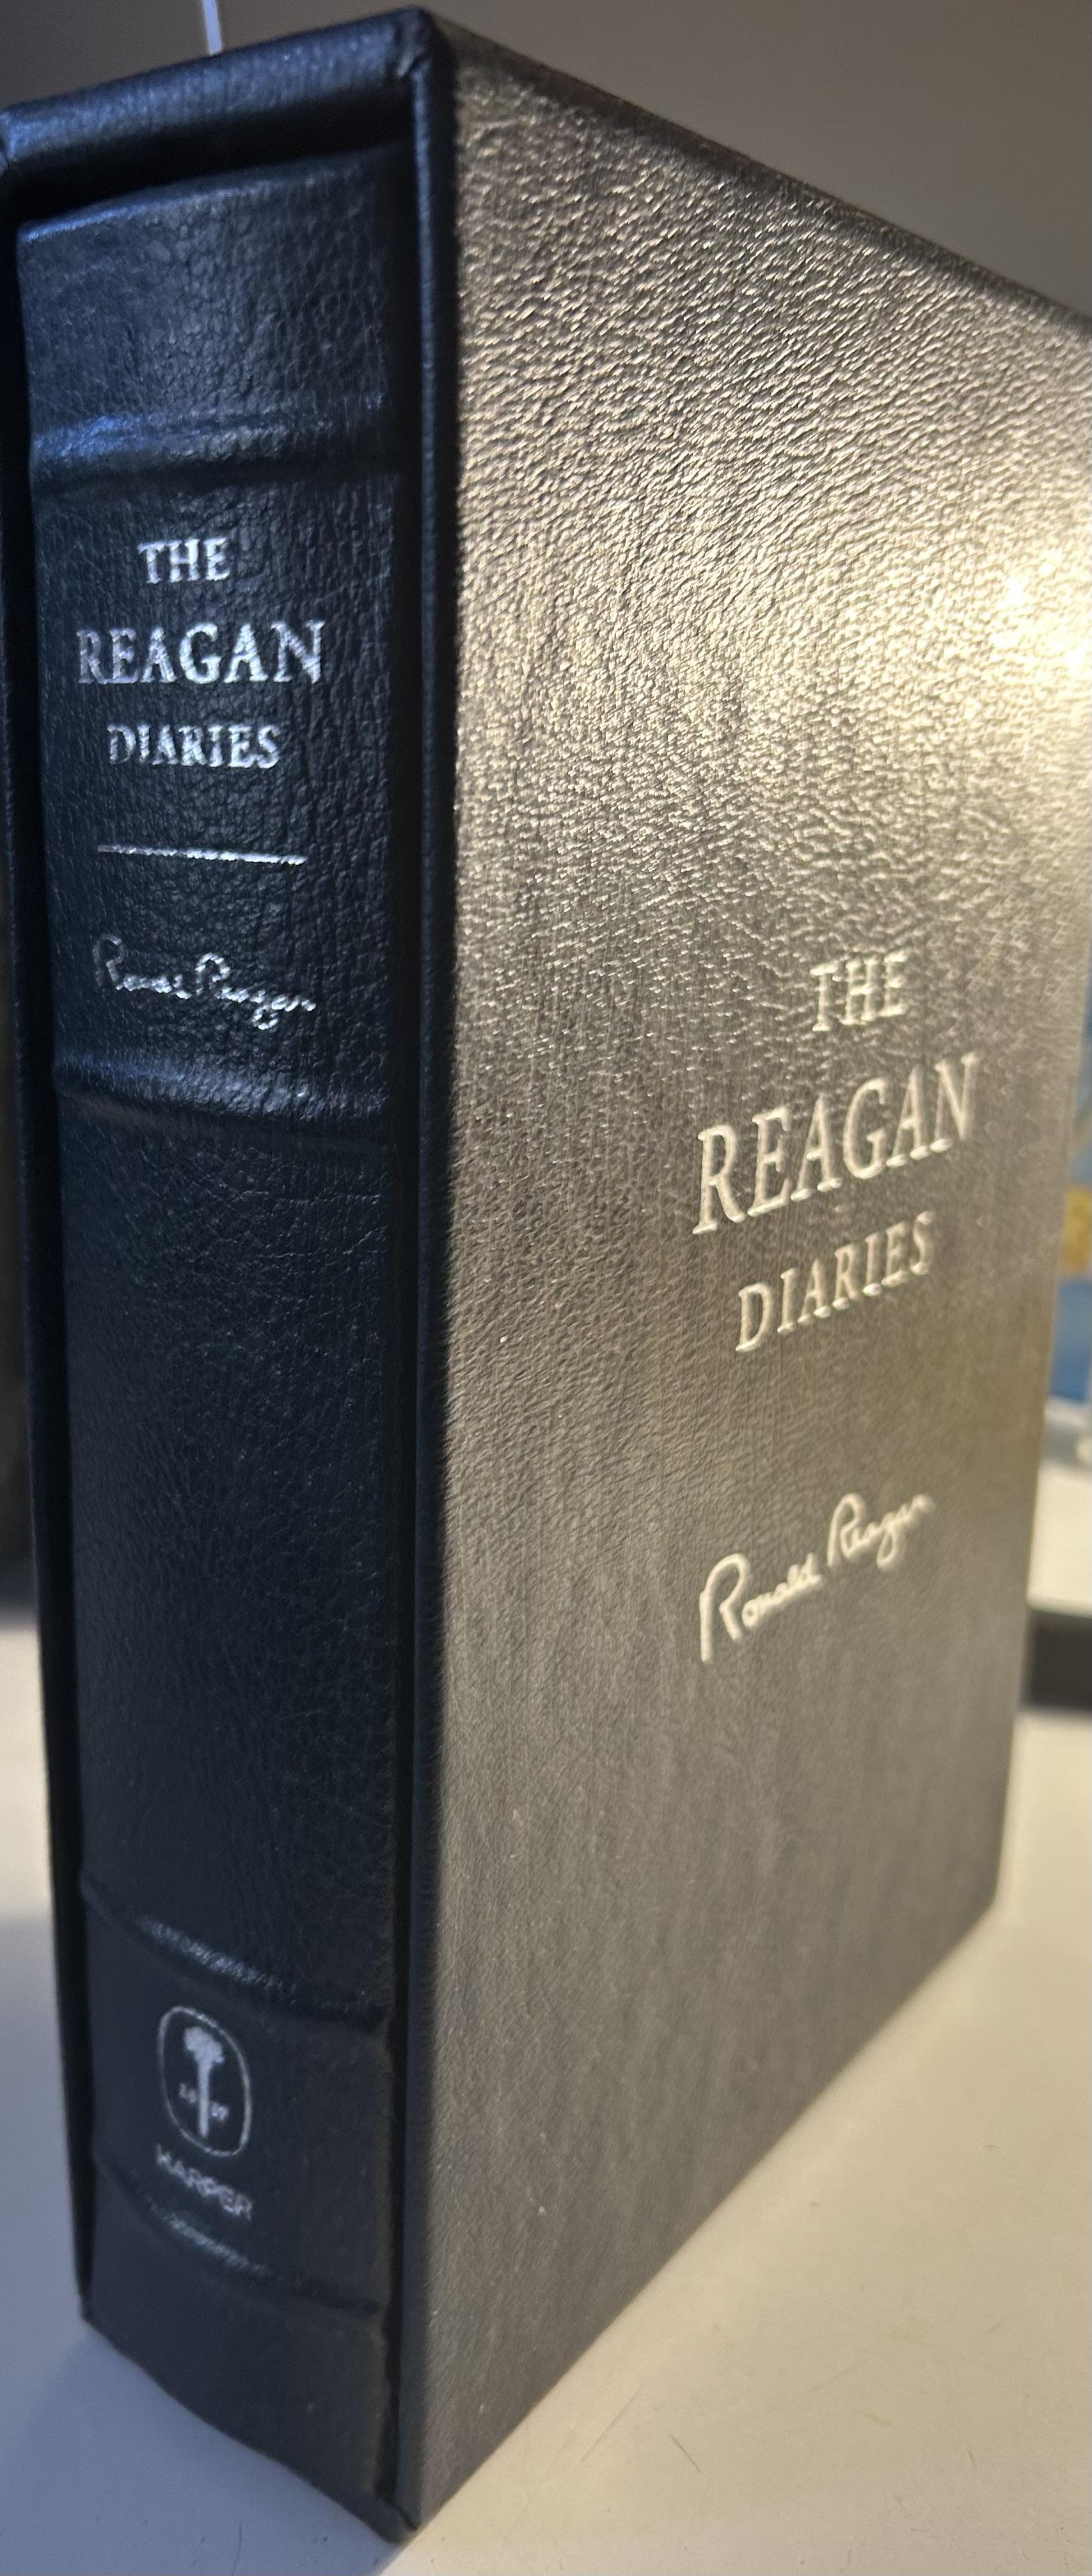 THE
REAGAN
DIARIES
Ronald Reagan
HARPER
THE
REAGAN
DIARIES
Ronald Reagan